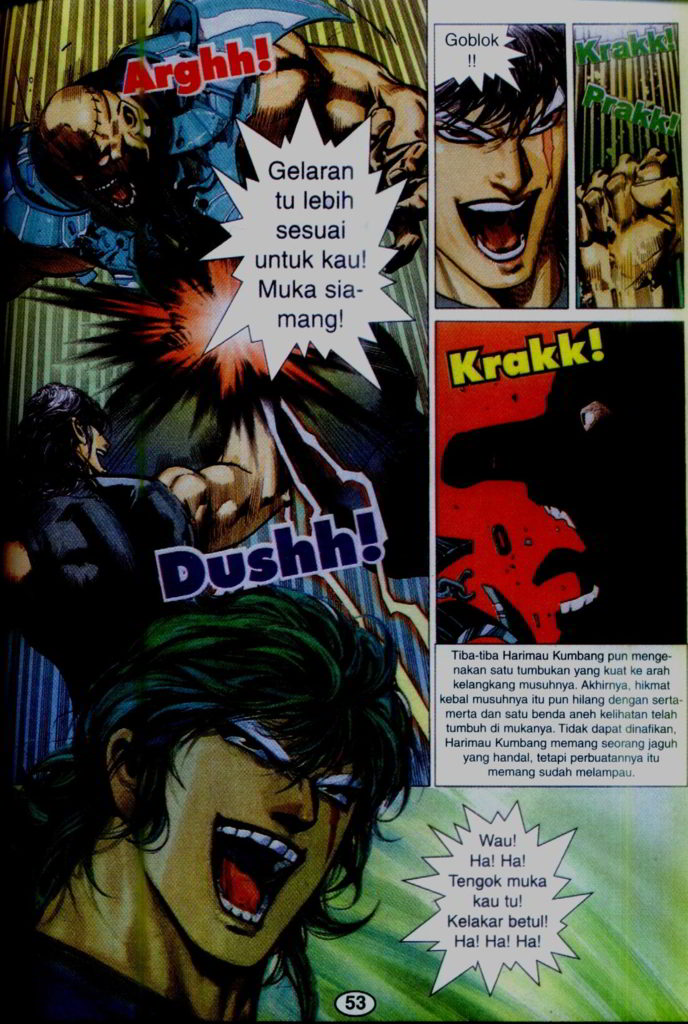 Arghh!
Gelaran
tu lebih
sesuai
untuk kau!
Muka sia-
mang!
Dushh!
Goblok
!!
Krakk!
Prakk!
Krakk!
Tiba-tiba Harimau Kumbang pun menge-
nakan satu tumbukan yang kuat ke arah
kelangkang musuhnya. Akhirnya, hikmat
kebal musuhnya itu pun hilang dengan serta-
merta dan satu benda aneh kelihatan telah
tumbuh di mukanya. Tidak dapat dinafikan,
Harimau Kumbang memang seorang jaguh
yang handal, tetapi perbuatannya itu
memang sudah melampau.
Wau!
Ha! Ha!
Tengok muka
kau tu!
Kelakar betul!
Ha! Ha! Ha!
53